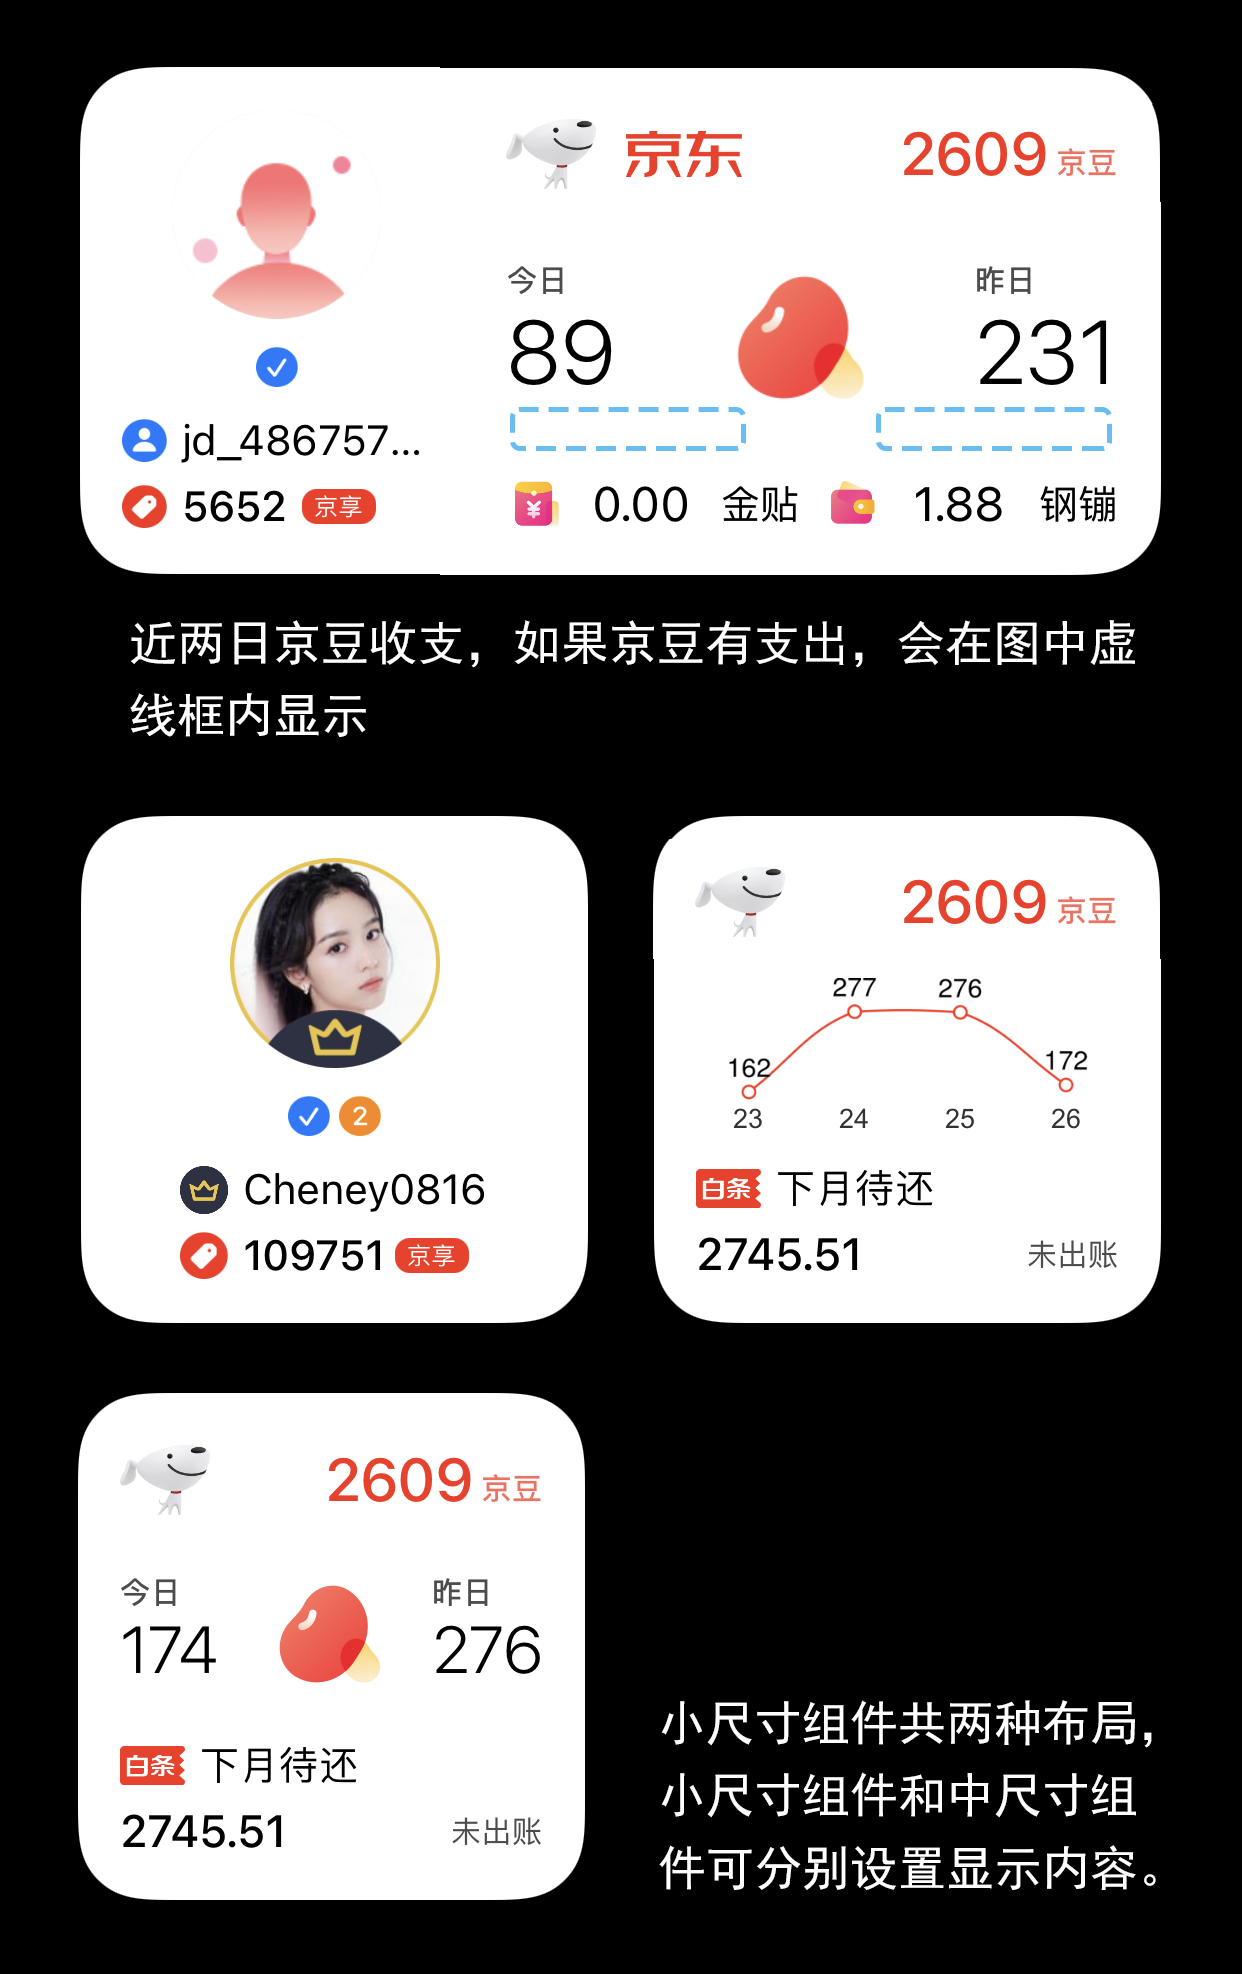 京东 2609 京豆
今日 昨日
89 231
jd_486757...
5652 京享
0.00 金贴 1.88 钢镚
近两日京豆收支，如果京豆有支出，会在图中虚
线框内显示
2
Cheney0816
109751 京享
2609 京豆
162 277 276 172
23 24 25 26
白条 下月待还
2745.51 未出账
2609 京豆
今日 昨日
174 276
白条 下月待还
2745.51 未出账
小尺寸组件共两种布局，
小尺寸组件和中尺寸组
件可分别设置显示内容。